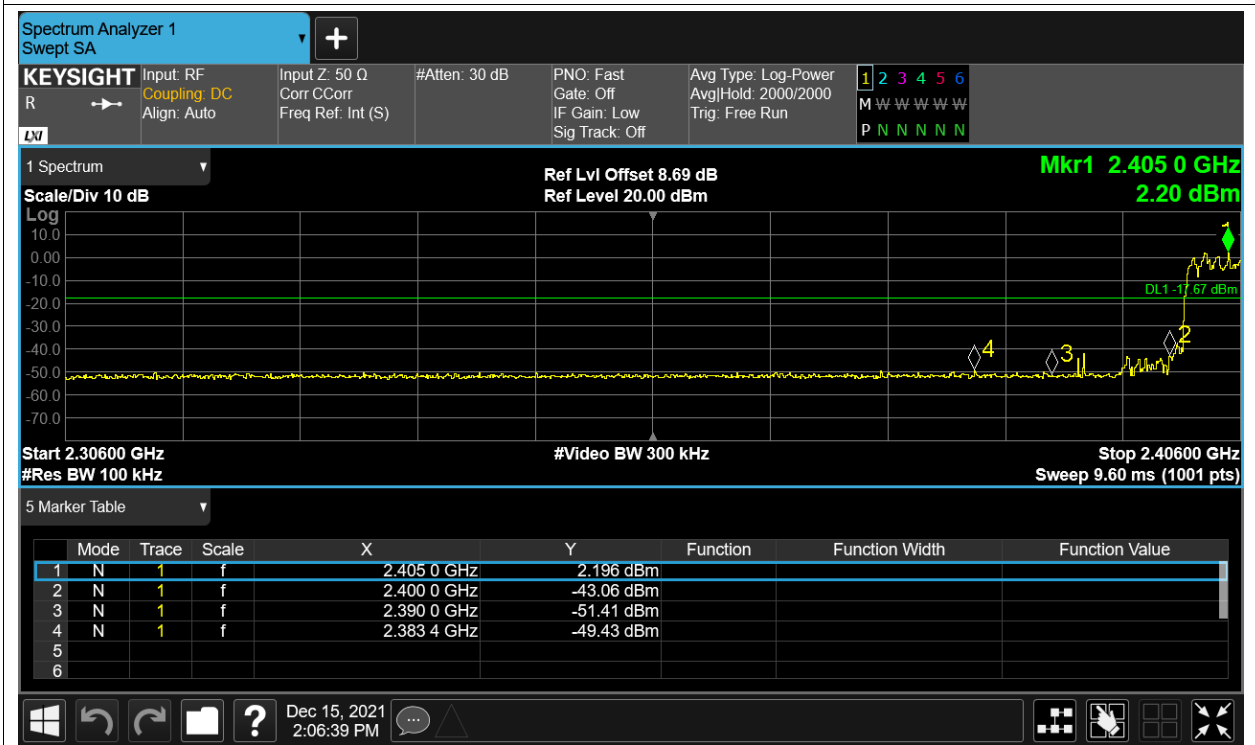 Spectrum Analyzer 1
Swept SA
+
KEYSIGHT Input: RF Input Z: 50 Ω #Atten: 30 dB PNO: Fast Avg Type: Log-Power 1 2 3 4 5 6
R Coupling: DC Corr CCorr Gate: Off Avg|Hold: 2000/2000 M W W W W W
Align: Auto Freq Ref: Int (S) IF Gain: Low Trig: Free Run
LXI Sig Track: Off P N N N N N
1 Spectrum Ref Lvl Offset 8.69 dB Mkr1 2.405 0 GHz
Scale/Div 10 dB Ref Level 20.00 dBm 2.20 dBm
Log
10.0 1
0.00
-10.0
DL1 -17.67 dBm
-20.0
-30.0
-40.0 4 3 2
-50.0
-60.0
-70.0
Start 2.30600 GHz #Video BW 300 kHz Stop 2.40600 GHz
#Res BW 100 kHz Sweep 9.60 ms (1001 pts)
5 Marker Table
Mode Trace Scale X Y Function Function Width Function Value
1 N 1 f 2.405 0 GHz 2.196 dBm
2 N 1 f 2.400 0 GHz -43.06 dBm
3 N 1 f 2.390 0 GHz -51.41 dBm
4 N 1 f 2.383 4 GHz -49.43 dBm
5
6
? Dec 15, 2021
2:06:39 PM